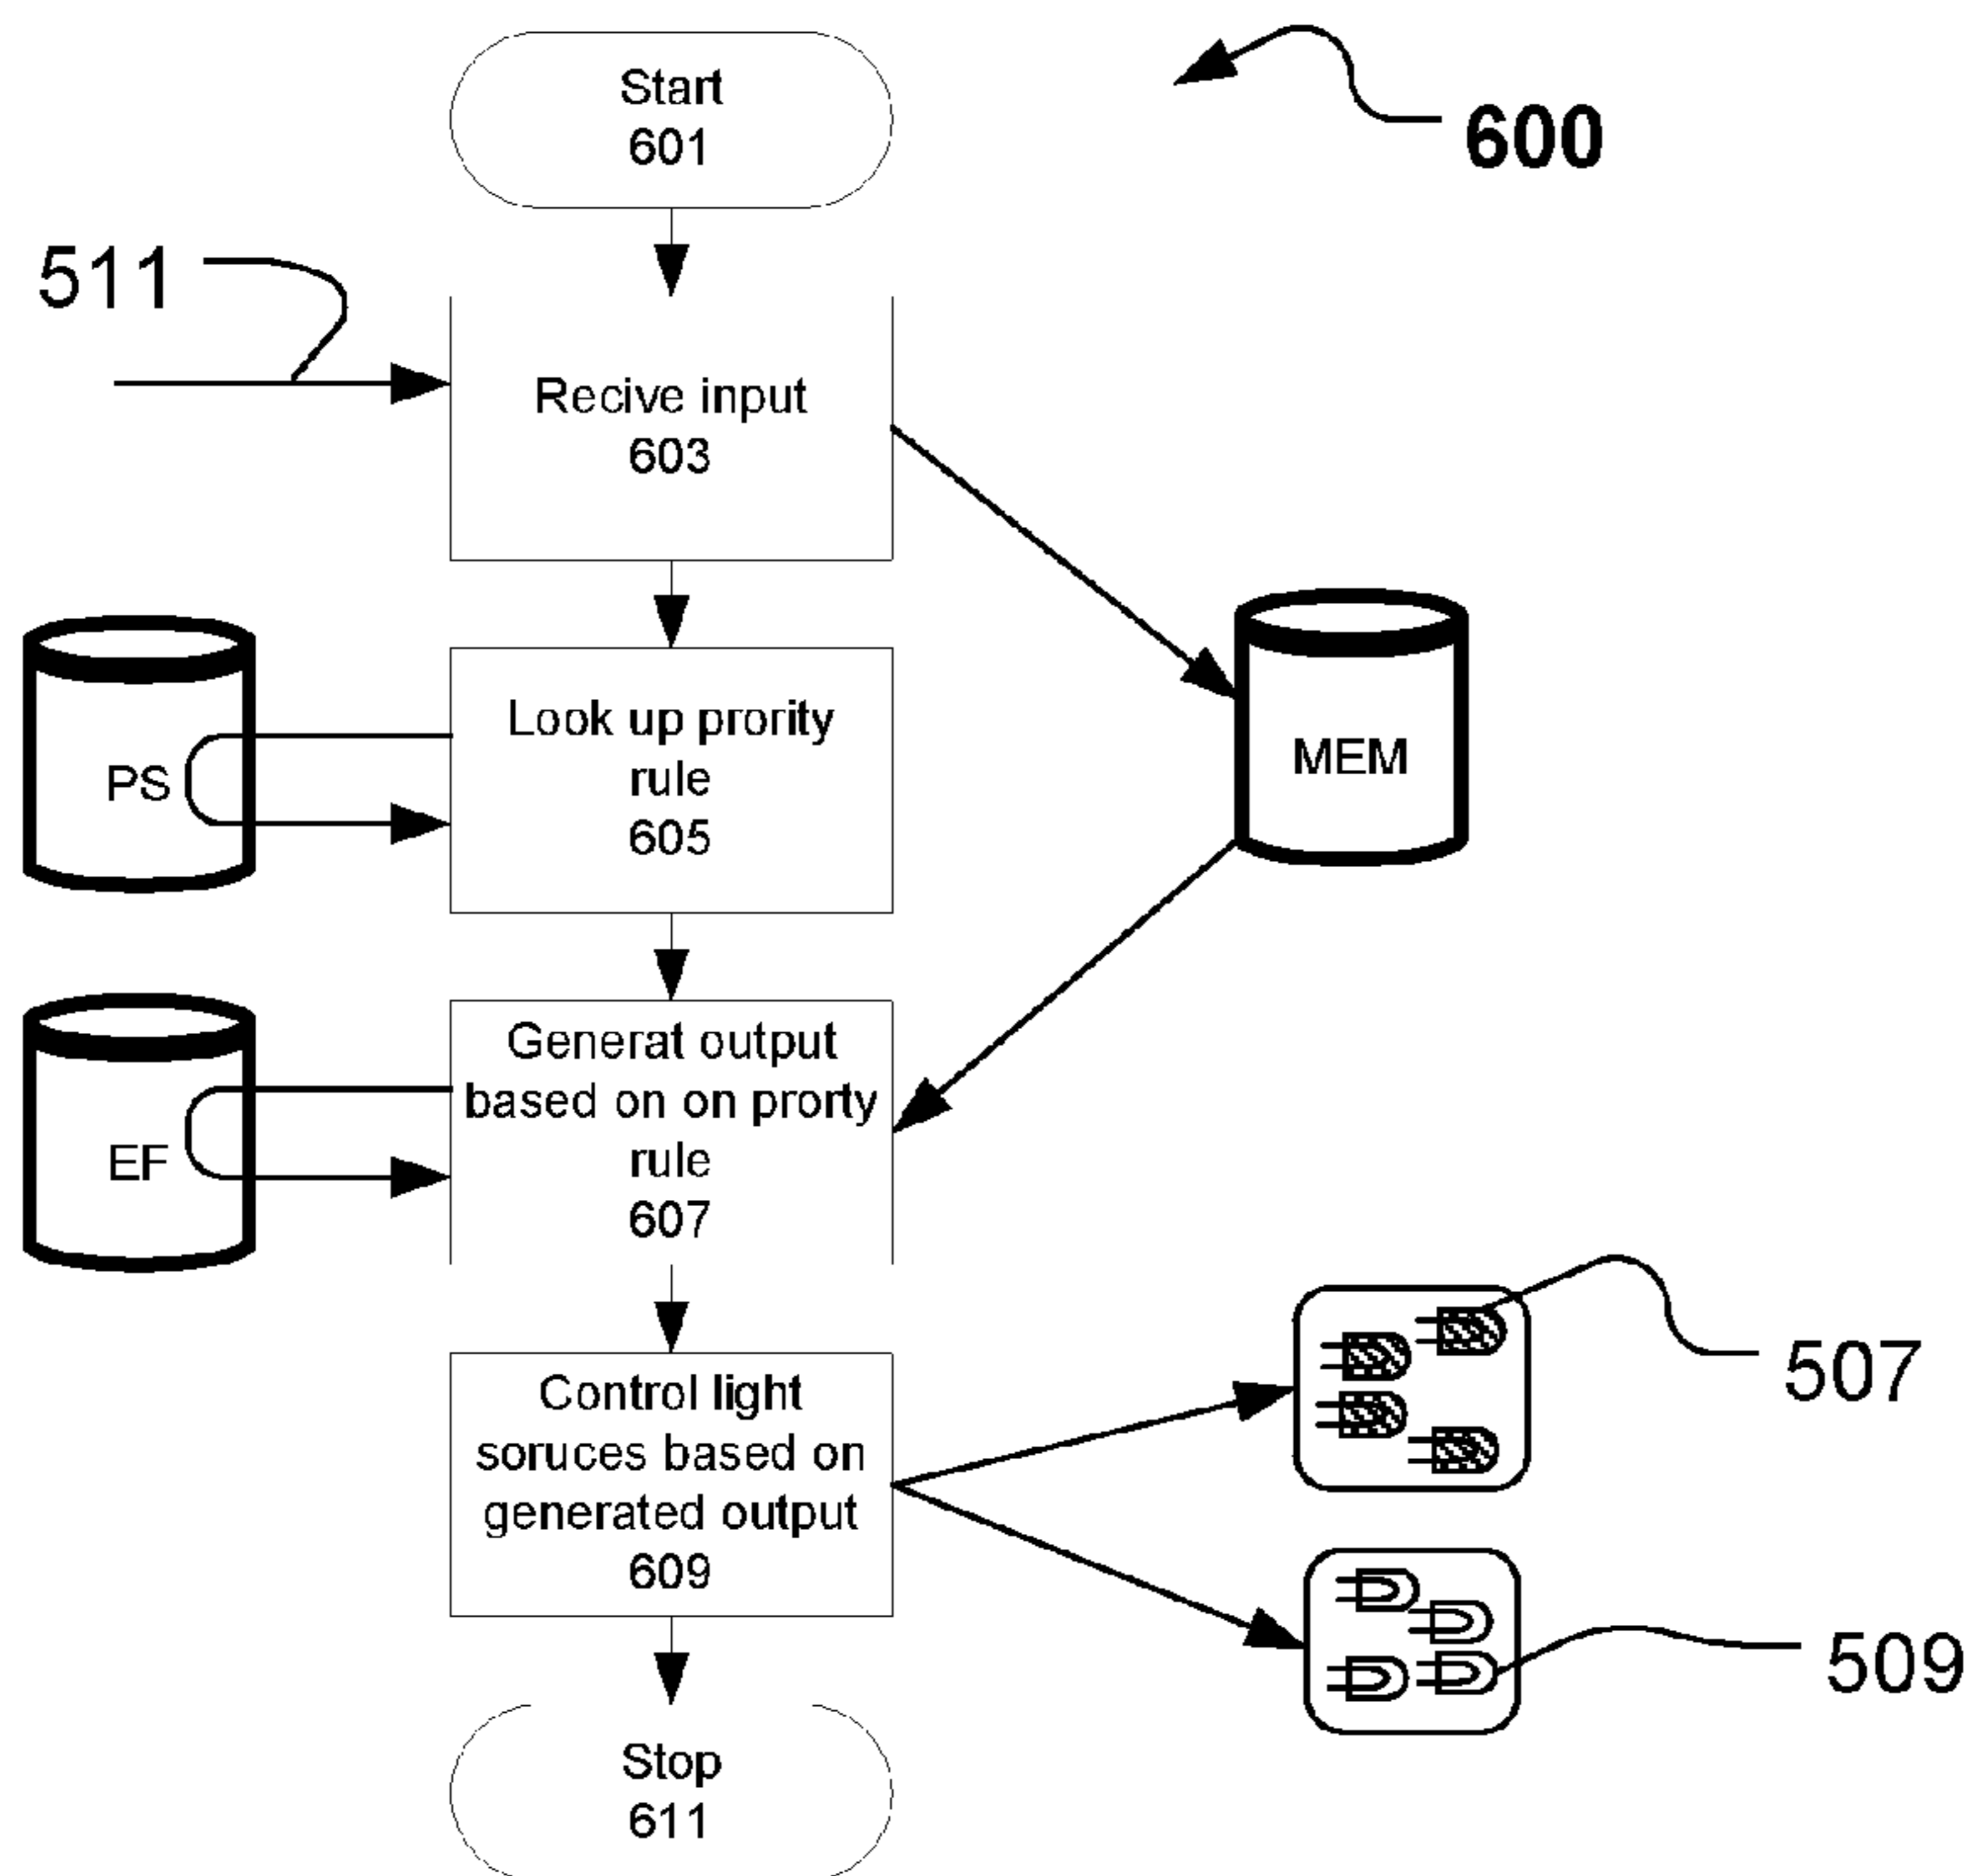 Start
601
600
511
Recive input
603
Look up prority
rule
605
PS
MEM
Generat output
based on on prorty
rule
607
EF
Control light
soruces based on
generated output
609
507
509
Stop
611